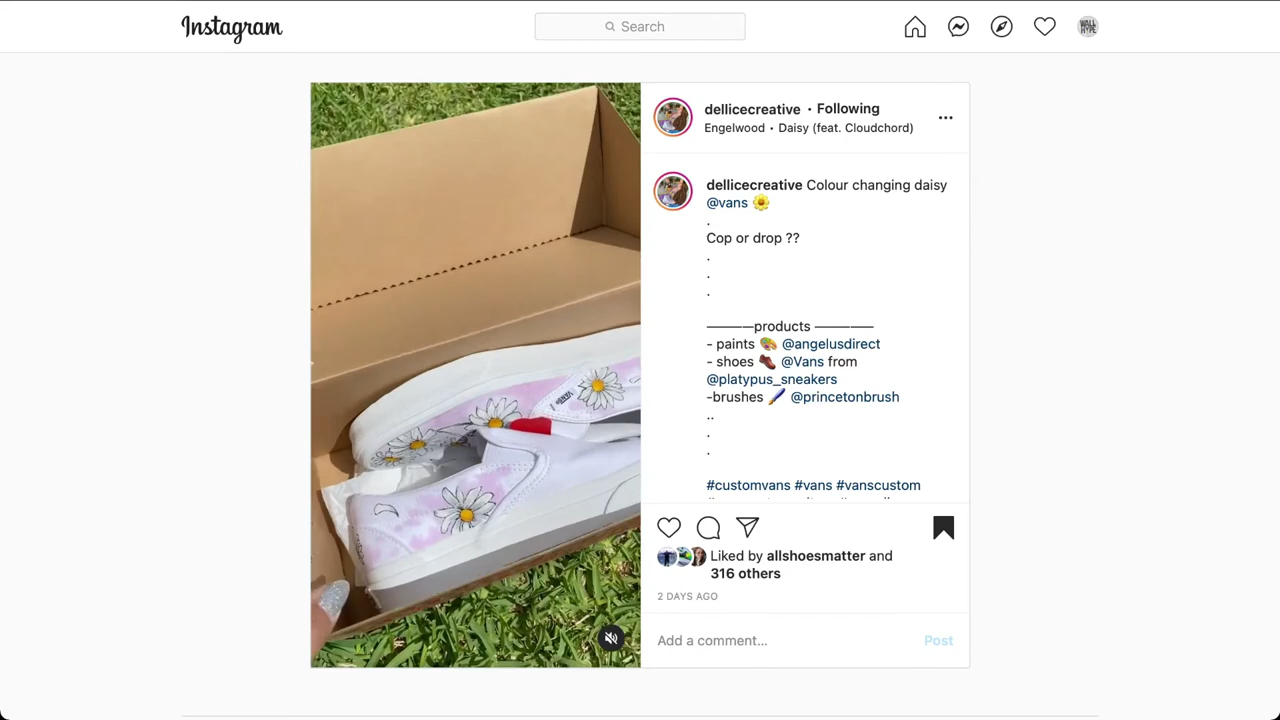 Instagram
Search
WALL HYPE
dellicecreative • Following
Engelwood • Daisy (feat. Cloudchord)
dellicecreative Colour changing daisy
@vans 🌼
.
Cop or drop ??
.
.
.
————products —————
- paints 🎨 @angelusdirect
- shoes 👞 @Vans from
@platypus_sneakers
-brushes 🖌️ @princetonbrush
..
.
.
#customvans #vans #vanscustom
Liked by allshoesmatter and
316 others
2 DAYS AGO
Add a comment...
Post